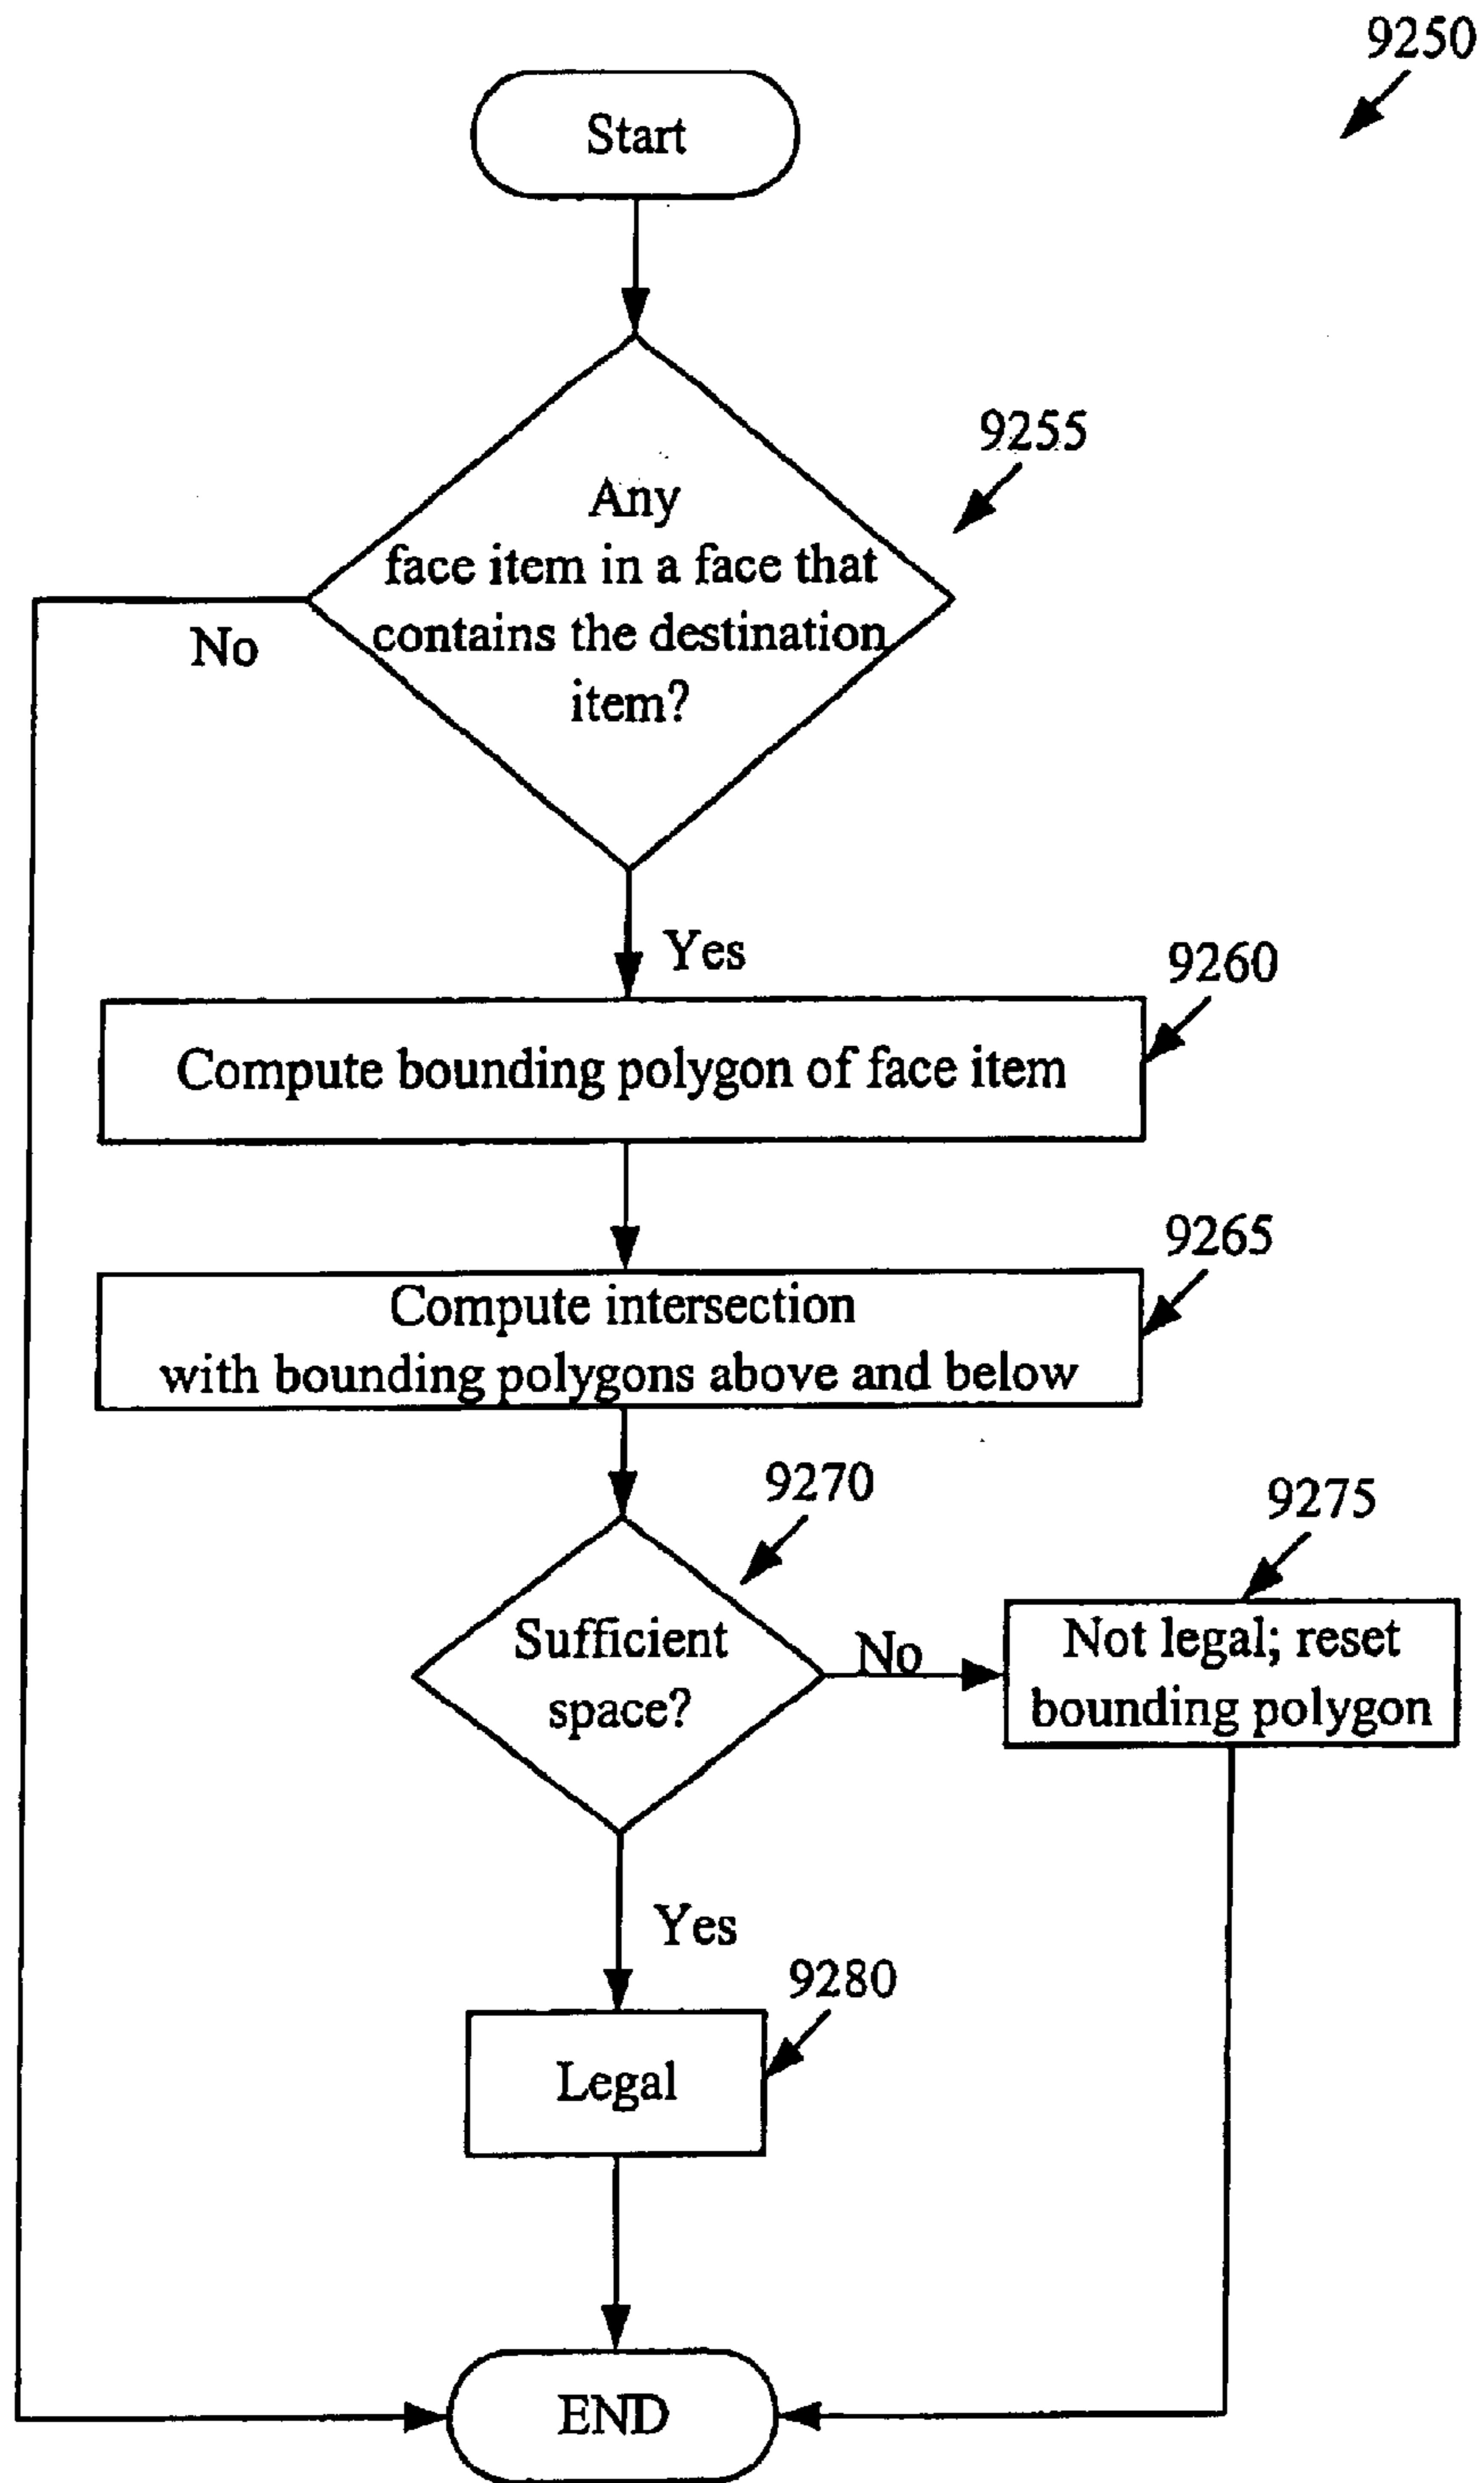 9250
Start
9255
Any
face item in a face that
contains the destination
item?
No
Yes
9260
Compute bounding polygon of face item
9265
Compute intersection
with bounding polygons above and below
9270
9275
Sufficient
space?
No
Not legal; reset
bounding polygon
Yes
9280
Legal
END